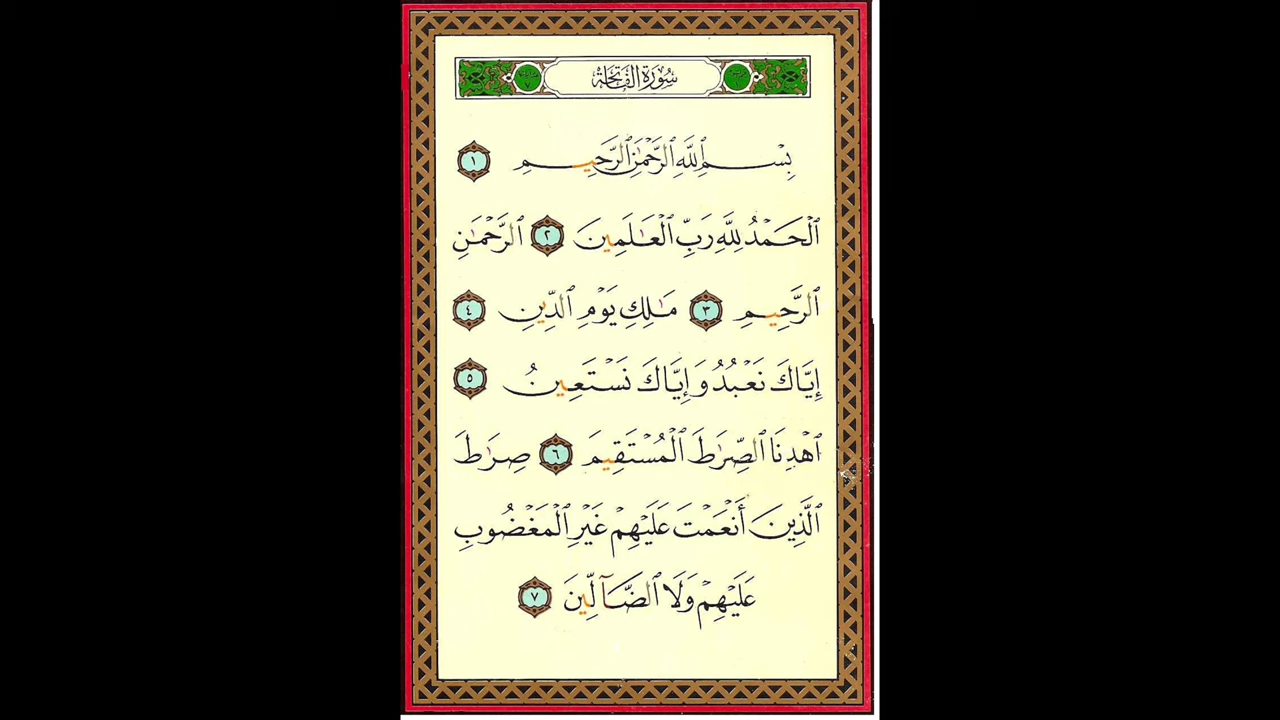 سُورَةُ الْفَاتِحَةِ
بِسْمِ ٱللَّهِ ٱلرَّحْمَٰنِ ٱلرَّحِيمِ ١
ٱلْحَمْدُ لِلَّهِ رَبِّ ٱلْعَٰلَمِينَ ٢ ٱلرَّحْمَٰنِ
ٱلرَّحِيمِ ٣ مَٰلِكِ يَوْمِ ٱلدِّينِ ٤
إِيَّاكَ نَعْبُدُ وَإِيَّاكَ نَسْتَعِينُ ٥
ٱهْدِنَا ٱلصِّرَٰطَ ٱلْمُسْتَقِيمَ ٦ صِرَٰطَ
ٱلَّذِينَ أَنْعَمْتَ عَلَيْهِمْ غَيْرِ ٱلْمَغْضُوبِ
عَلَيْهِمْ وَلَا ٱلضَّآلِّينَ ٧